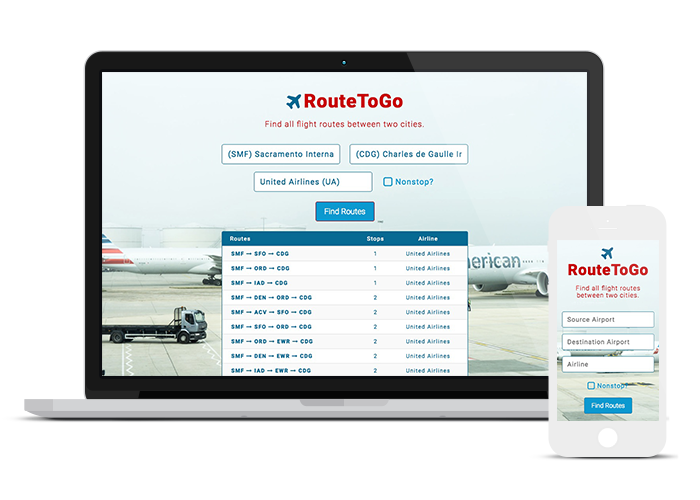 RouteToGo
Find all flight routes between two cities.
(SMF) Sacramento Interna
(CDG) Charles de Gaulle Ir
United Airlines (UA)
Nonstop?
Find Routes
Routes Stops Airline
SMF → SFO → CDG 1 United Airlines
SMF → ORD → CDG 1 United Airlines
SMF → IAD → CDG 1 United Airlines
SMF → DEN → ORD → CDG 2 United Airlines
SMF → ACV → SFO → CDG 2 United Airlines
SMF → SFO → ORD → CDG 2 United Airlines
SMF → ORD → EWR → CDG 2 United Airlines
SMF → DEN → EWR → CDG 2 United Airlines
SMF → IAD → EWR → CDG 2 United Airlines
erican
RouteToGo
Find all flight routes
between two cities.
Source Airport
Destination Airport
Airline
Nonstop?
Find Routes